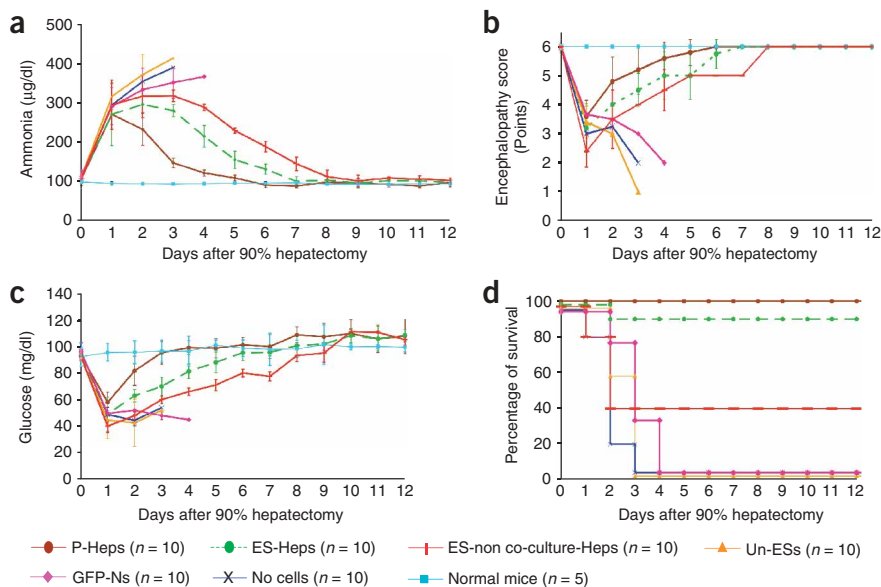 a
Ammonia (µg/dl)
500
400
300
200
100
0
0 1 2 3 4 5 6 7 8 9 10 11 12
Days after 90% hepatectomy
b
Encephalopathy score
(Points)
7
6
5
4
3
2
1
0
0 1 2 3 4 5 6 7 8 9 10 11 12
Days after 90% hepatectomy
c
Glucose (mg/dl)
140
120
100
80
60
40
20
0
0 1 2 3 4 5 6 7 8 9 10 11 12
Days after 90% hepatectomy
d
Percentage of survival
100
80
60
40
20
0
0 1 2 3 4 5 6 7 8 9 10 11 12
Days after 90% hepatectomy
P-Heps (n = 10) ES-Heps (n = 10) ES-non co-culture-Heps (n = 10) Un-ESs (n = 10)
GFP-Ns (n = 10) No cells (n = 10) Normal mice (n = 5)